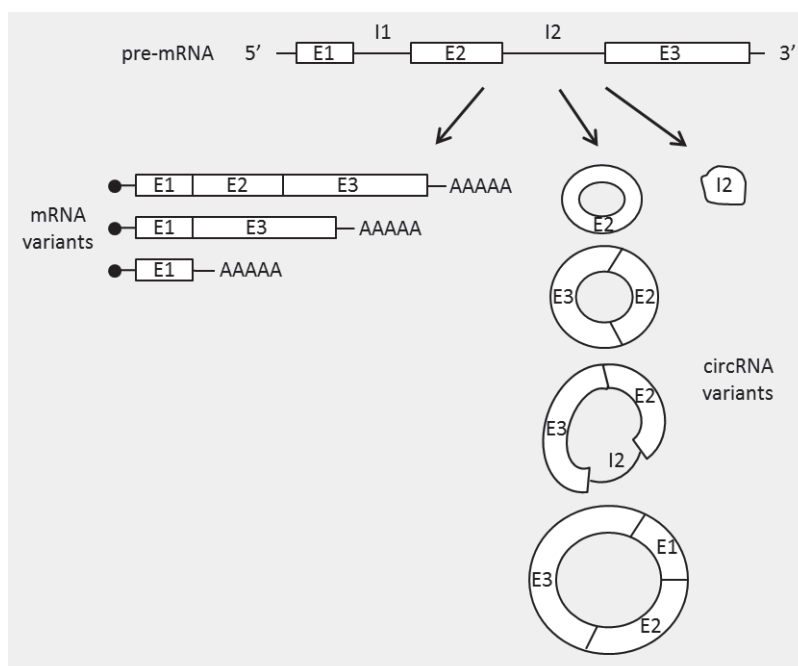 I1 I2
pre-mRNA 5’ E1 E2 E3 3’
E1 E2 E3 AAAAA
I2
mRNA variants
E1 E3 AAAAA
E2
E1 AAAAA
E3 E2
circRNA
variants
E2
E3
I2
E1
E3
E2